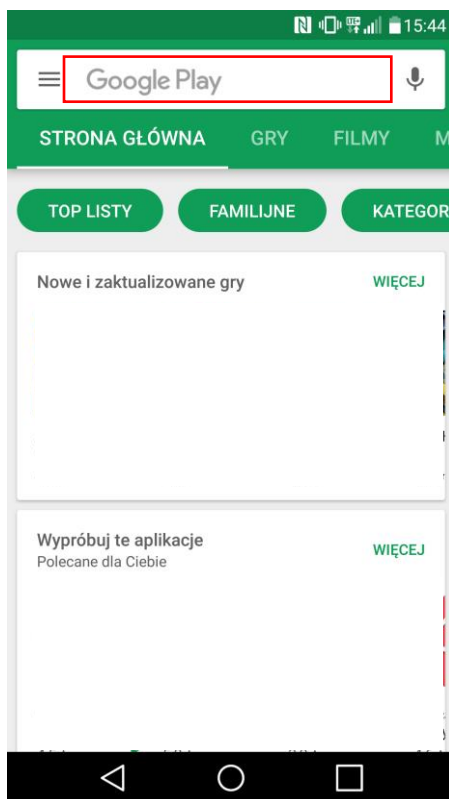 15:44
Google Play
STRONA GŁÓWNA GRY FILMY M
TOP LISTY FAMILIJNE KATEGOR
Nowe i zaktualizowane gry WIĘCEJ
Wypróbuj te aplikacje WIĘCEJ
Polecane dla Ciebie